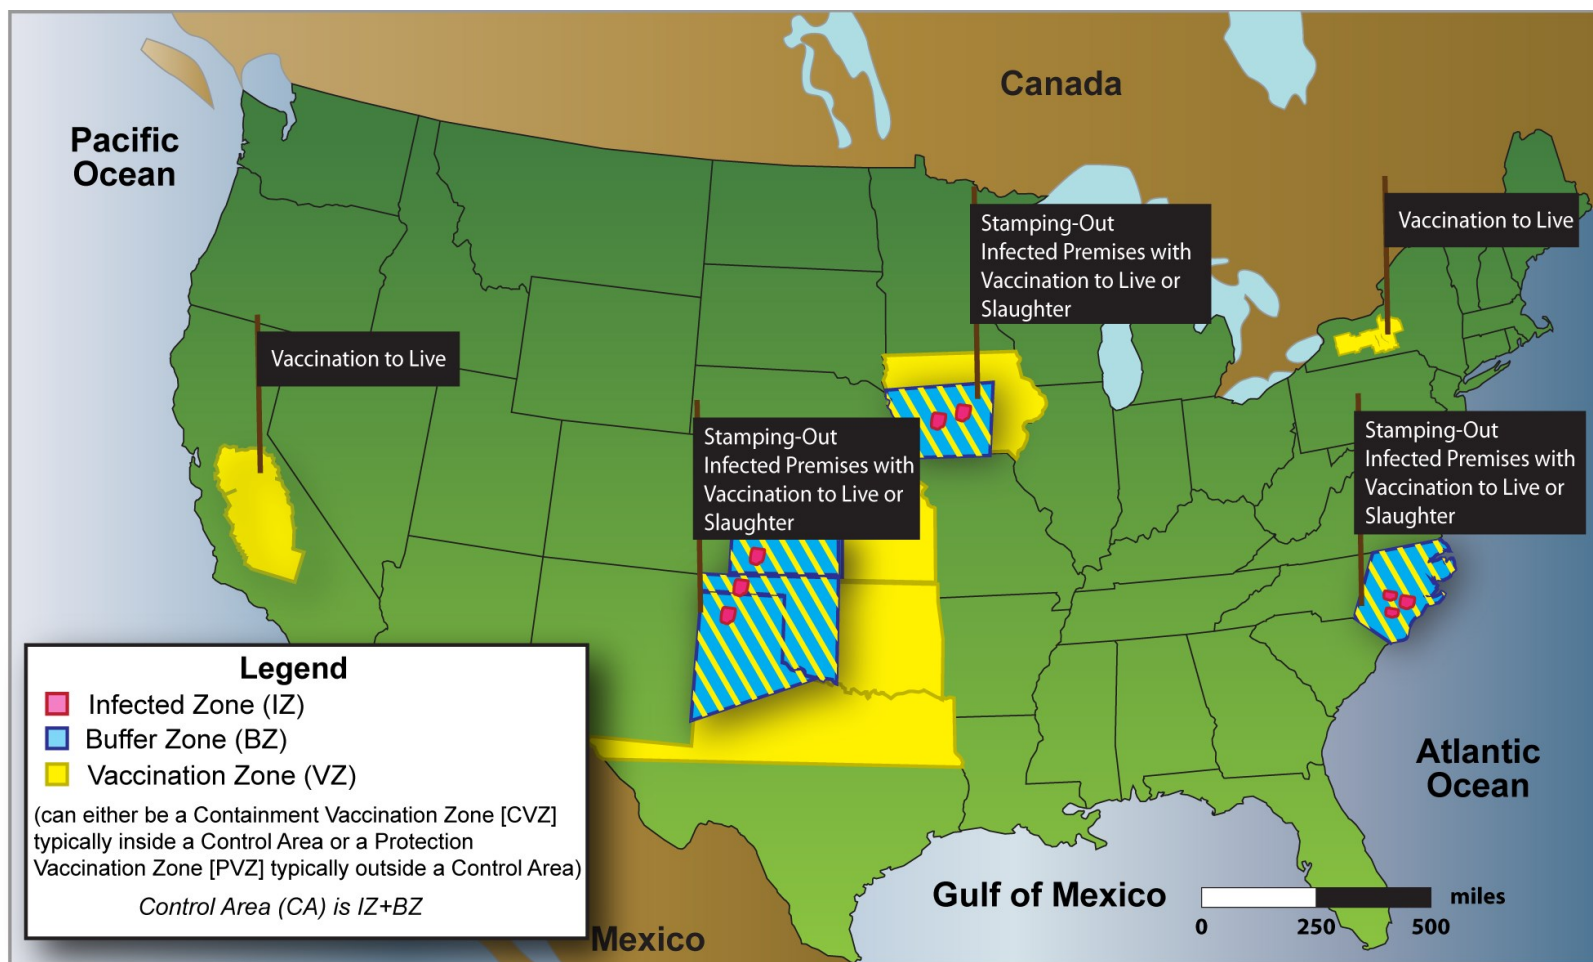 Canada
Pacific
Ocean
Stamping-Out
Infected Premises with
Vaccination to Live or
Slaughter
Vaccination to Live
Vaccination to Live
Stamping-Out
Infected Premises with
Vaccination to Live or
Slaughter
Stamping-Out
Infected Premises with
Vaccination to Live or
Slaughter
Legend
Infected Zone (IZ)
Buffer Zone (BZ)
Vaccination Zone (VZ)
(can either be a Containment Vaccination Zone [CVZ]
typically inside a Control Area or a Protection
Vaccination Zone [PVZ] typically outside a Control Area)
Control Area (CA) is IZ+BZ
Atlantic
Ocean
Gulf of Mexico
miles
0 250 500
Mexico